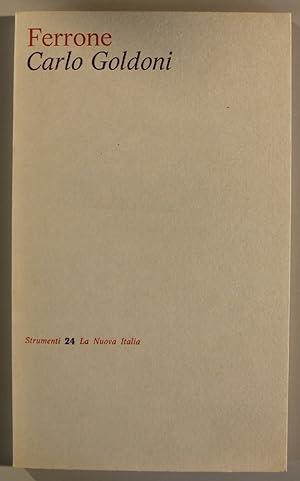 Ferrone
Carlo Goldoni
Strumenti 24 La Nuova Italia